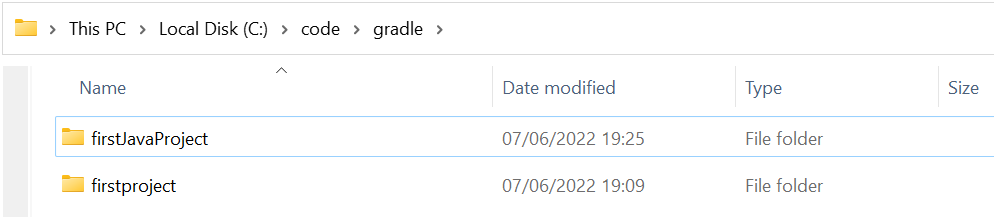 This PC > Local Disk (C:) > code > gradle >
Name Date modified Type Size
firstJavaProject 07/06/2022 19:25 File folder
firstproject 07/06/2022 19:09 File folder